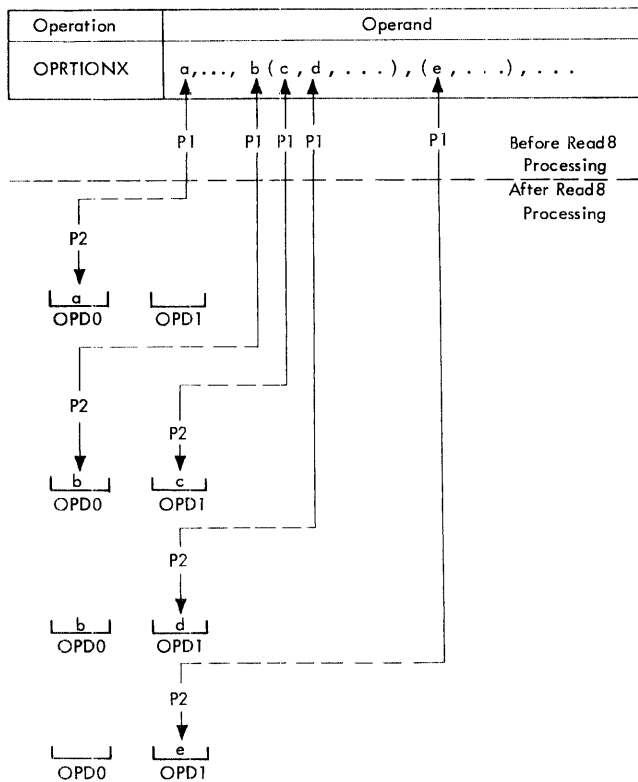 Operation Operand
OPRTIONX a,..., b (c,d,...),(e,...),...
P1 P1 P1 P1 P1
Before Read8
Processing
After Read8
Processing
P2
a
OPD0 OPD1
P2 P2
b c
OPD0 OPD1
P2
b d
OPD0 OPD1
P2
e
OPD0 OPD1